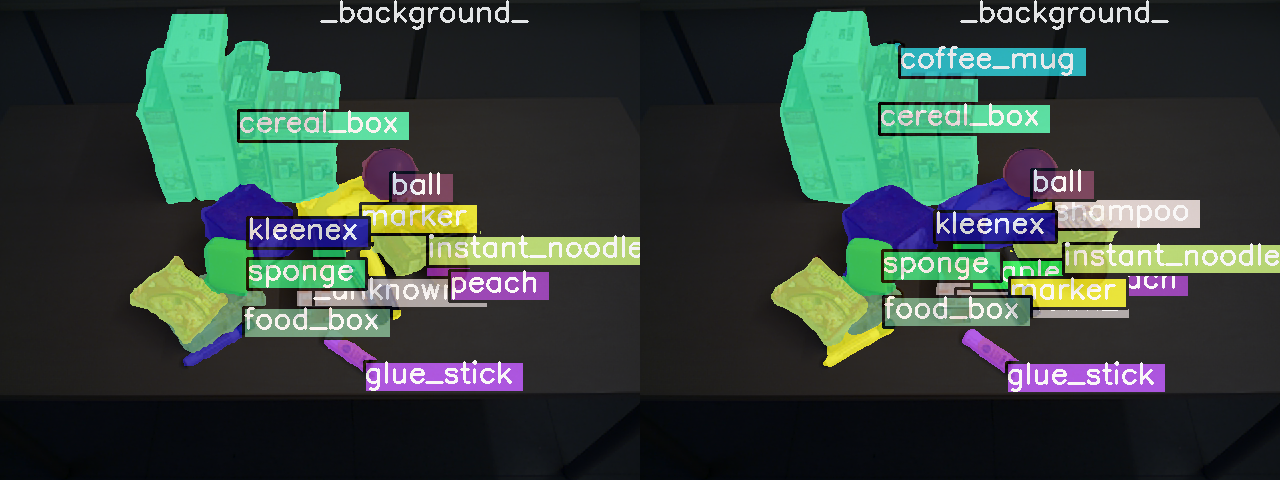 _background_
cereal_box
ball
marker
kleenex
instant_noodle
sponge
peach
_unknown
food_box
glue_stick
_background_
coffee_mug
cereal_box
ball
shampoo
kleenex
instant_noodle
sponge
marker
food_box
glue_stick